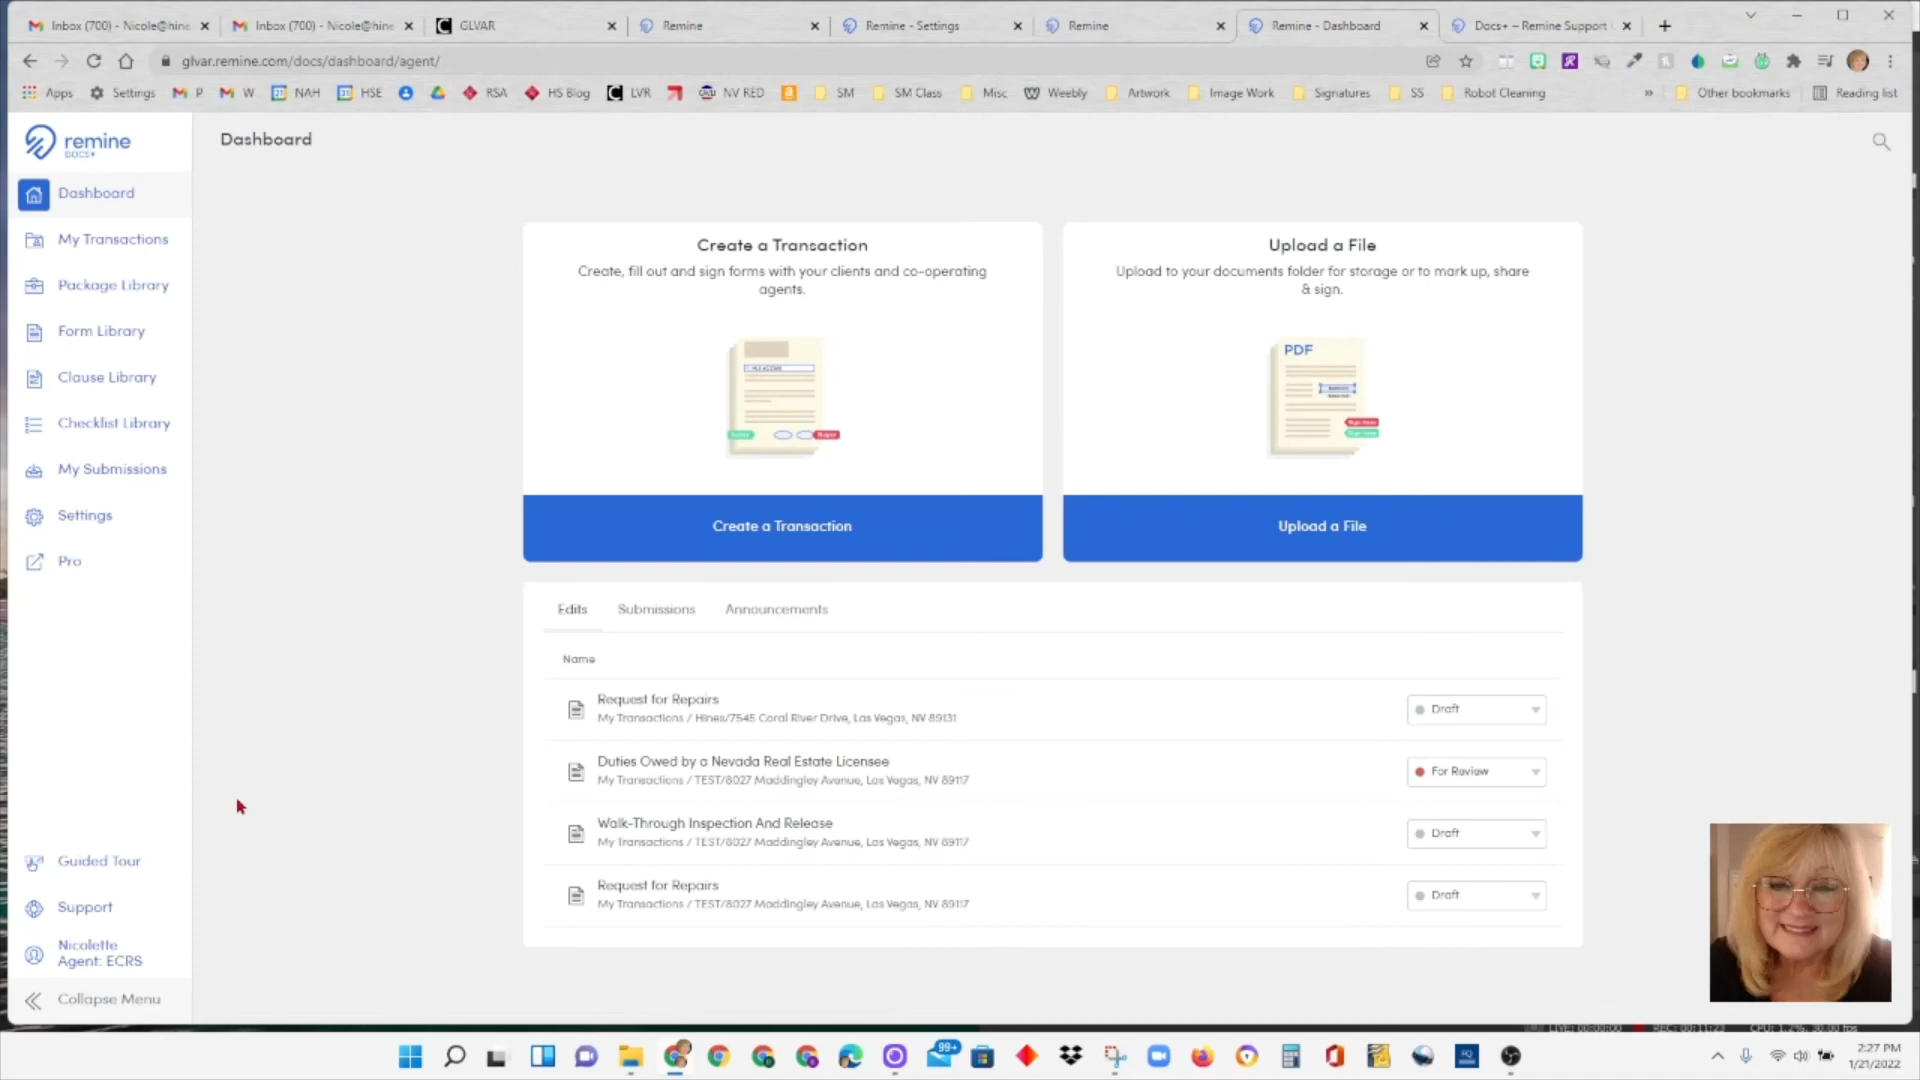 Inbox (700) - Nicole@hine
Inbox (700) - Nicole@hine
GLVAR
Remine
Remine - Settings
Remine
Remine - Dashboard
Docs+ – Remine Support
glvar.remine.com/docs/dashboard/agent/
Apps
Settings
P
W
NAH
HSE
RSA
HS Blog
LVR
NV RED
SM
SM Class
Misc
Weebly
Artwork
Image Work
Signatures
SS
Robot Cleaning
Other bookmarks
Reading list
remine
DOCS+
Dashboard
Dashboard
My Transactions
Package Library
Form Library
Clause Library
Checklist Library
My Submissions
Settings
Pro
Guided Tour
Support
Nicolette
Agent: ECRS
Collapse Menu
Create a Transaction
Create, fill out and sign forms with your clients and co-operating
agents.
Create a Transaction
Upload a File
Upload to your documents folder for storage or to mark up, share
& sign.
PDF
Upload a File
Edits
Submissions
Announcements
Name
Request for Repairs
My Transactions / Hines/7545 Coral River Drive, Las Vegas, NV 89131
Draft
Duties Owed by a Nevada Real Estate Licensee
My Transactions / TEST/8027 Maddingley Avenue, Las Vegas, NV 89117
For Review
Walk-Through Inspection And Release
My Transactions / TEST/8027 Maddingley Avenue, Las Vegas, NV 89117
Draft
Request for Repairs
My Transactions / TEST/8027 Maddingley Avenue, Las Vegas, NV 89117
Draft
99+
2:27 PM
1/21/2022